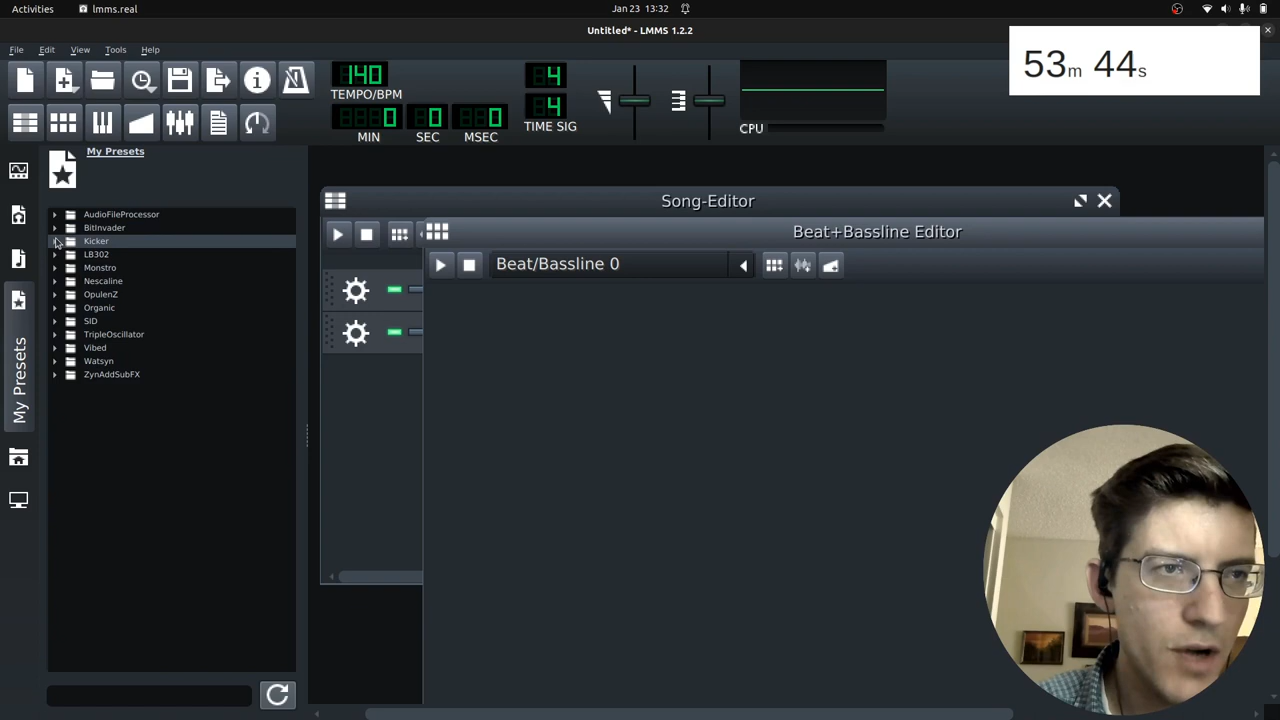 Activities
lmms.real
Jan 23 13:32
Untitled* - LMMS 1.2.2
File
Edit
View
Tools
Help
53m 44s
140
TEMPO/BPM
0
MIN
0
SEC
0
MSEC
4
4
TIME SIG
CPU
My Presets
My Presets
AudioFileProcessor
BitInvader
Kicker
LB302
Monstro
Nescaline
OpulenZ
Organic
SID
TripleOscillator
Vibed
Watsyn
ZynAddSubFX
Song-Editor
Beat+Bassline Editor
Beat/Bassline 0